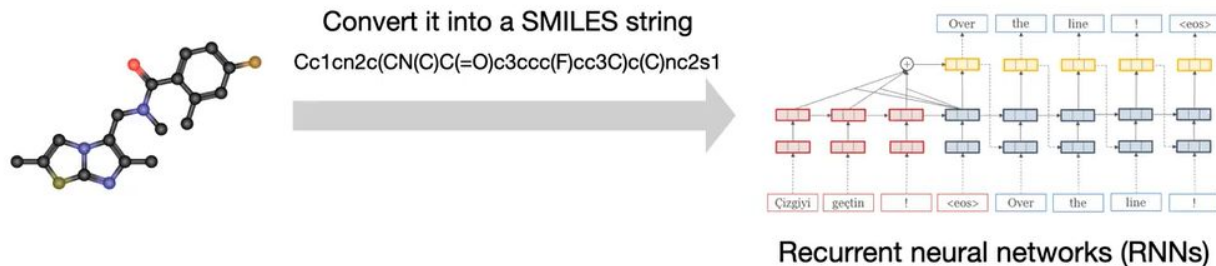 Convert it into a SMILES string
Cc1cn2c(CN(C)C(=O)c3ccc(F)cc3C)c(C)nc2s1
Over the line ! <eos>
Çizgiyi geçtin ! <eos> Over the line !
Recurrent neural networks (RNNs)